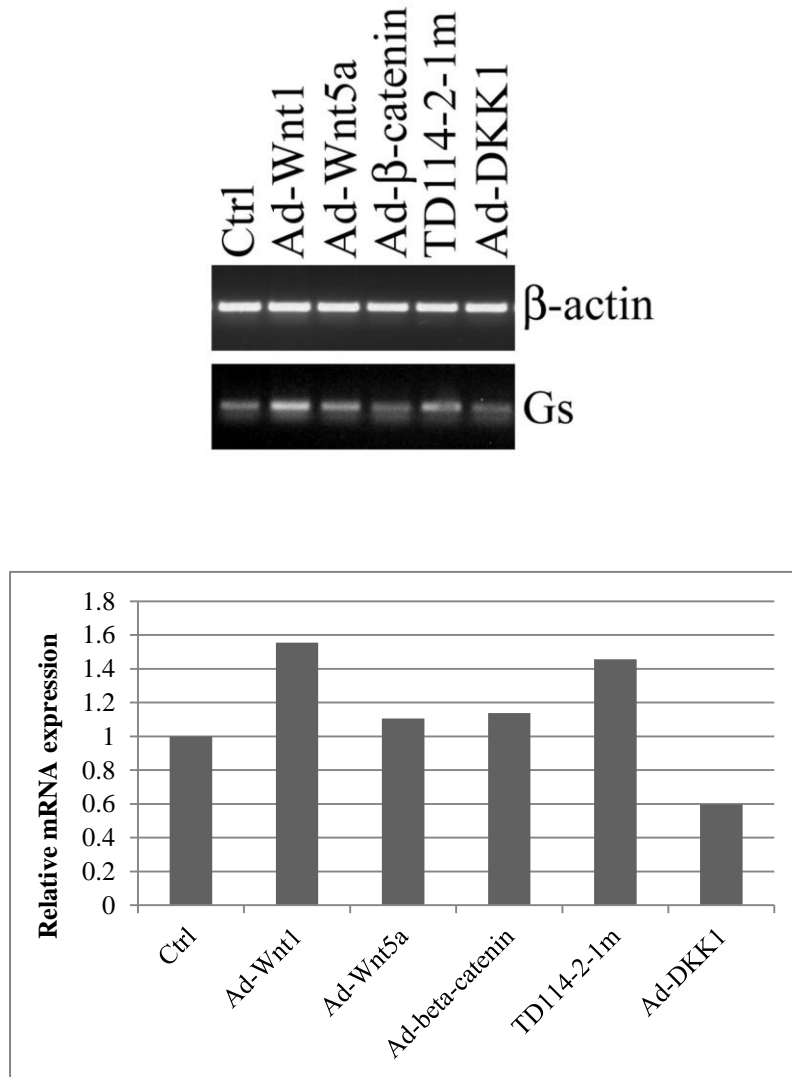 Ctrl
Ad-Wnt1
Ad-Wnt5a
Ad-β-catenin
TD114-2-1m
Ad-DKK1
β-actin
Gs
Relative mRNA expression
1.8
1.6
1.4
1.2
1
0.8
0.6
0.4
0.2
0
Ctrl
Ad-Wnt1
Ad-Wnt5a
Ad-beta-catenin
TD114-2-1m
Ad-DKK1